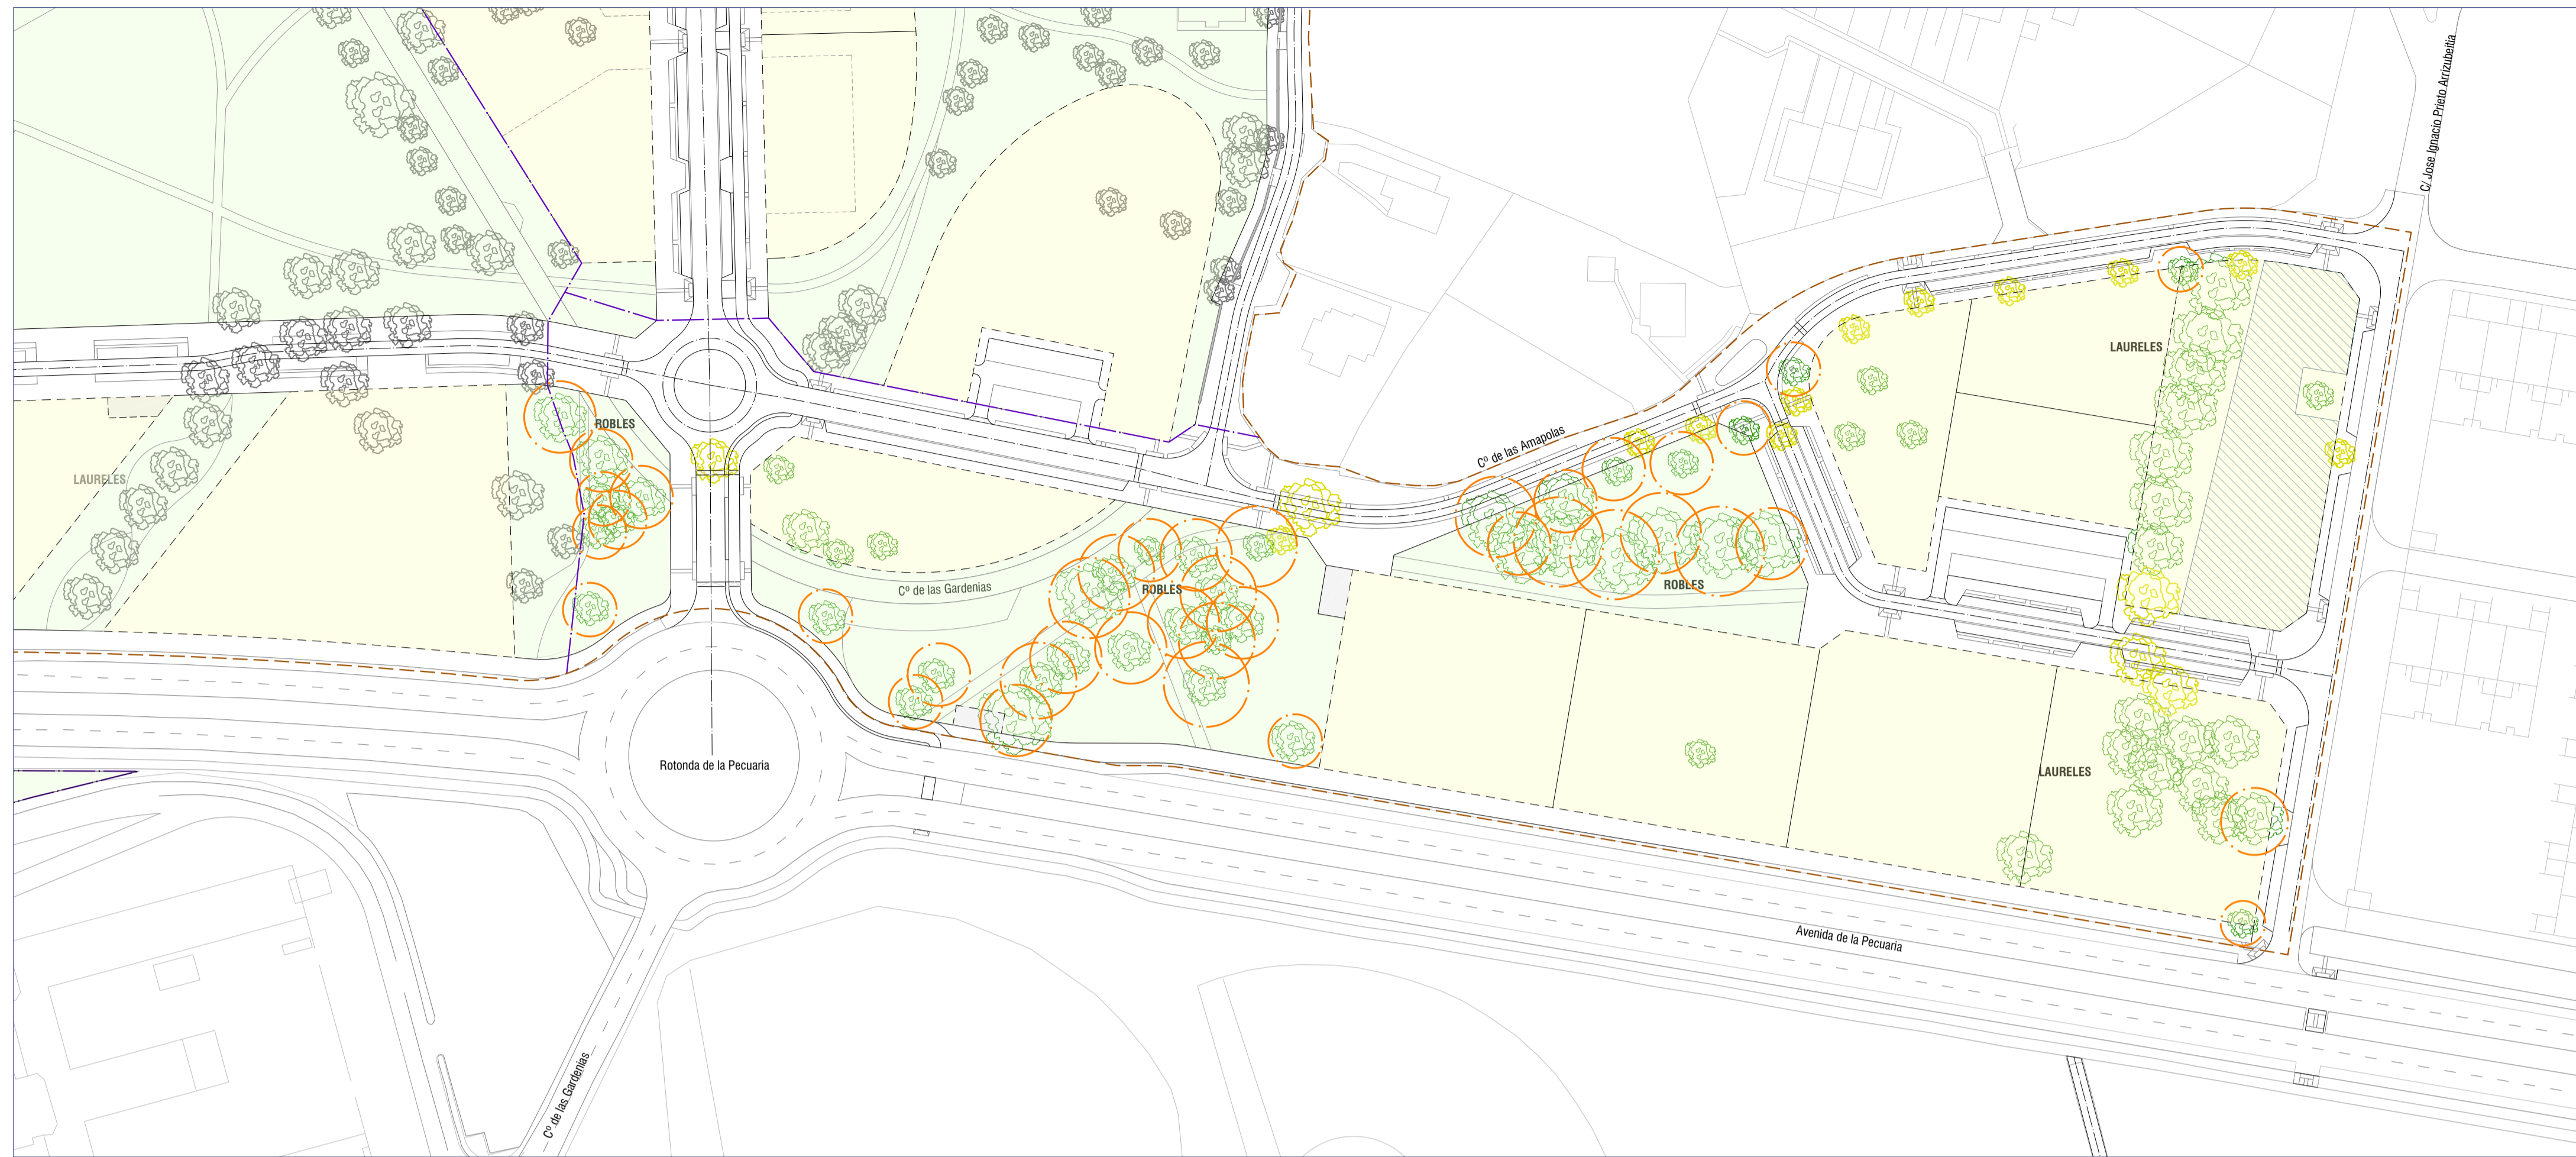 C/ Jose Ignacio Prieto Arrizubeitia
LAURELES
ROBLES
Cº de las Amapolas
LAURELES
Cº de las Gardenias
ROBLES
ROBLES
Rotonda de la Pecuaria
LAURELES
Avenida de la Pecuaria
Cº de las Gardenias